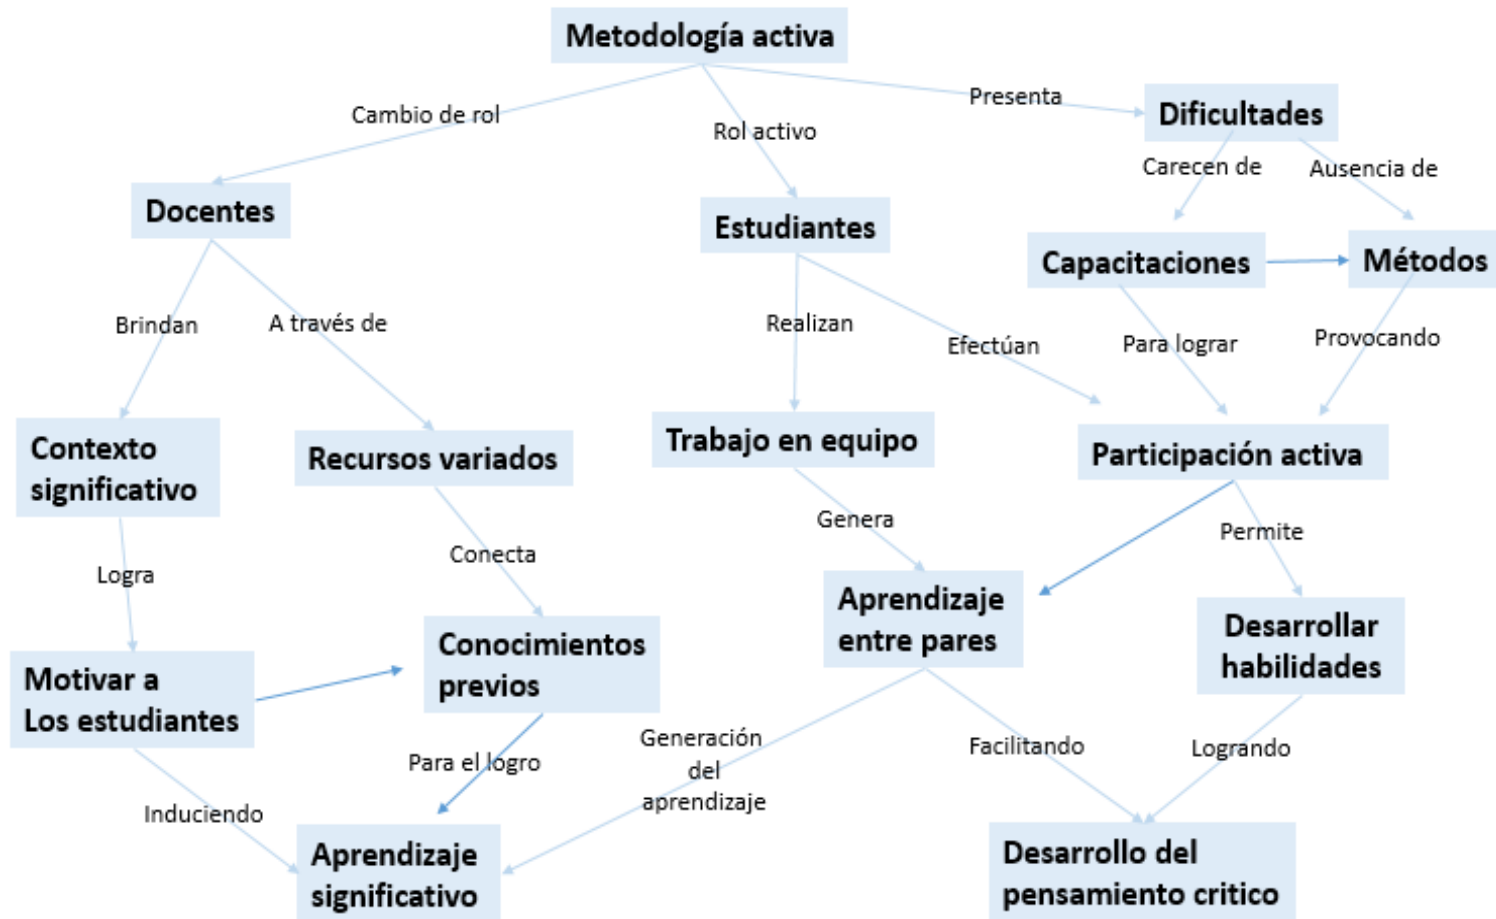 Metodología activa
Cambio de rol
Rol activo
Presenta
Dificultades
Carecen de
Ausencia de
Docentes
Estudiantes
Capacitaciones
Métodos
Brindan
A través de
Realizan
Efectúan
Para lograr
Provocando
Contexto
significativo
Recursos variados
Trabajo en equipo
Participación activa
Logra
Conecta
Genera
Permite
Motivar a
Los estudiantes
Conocimientos
previos
Aprendizaje
entre pares
Desarrollar
habilidades
Induciendo
Para el logro
Generación
del
aprendizaje
Facilitando
Logrando
Aprendizaje
significativo
Desarrollo del
pensamiento critico